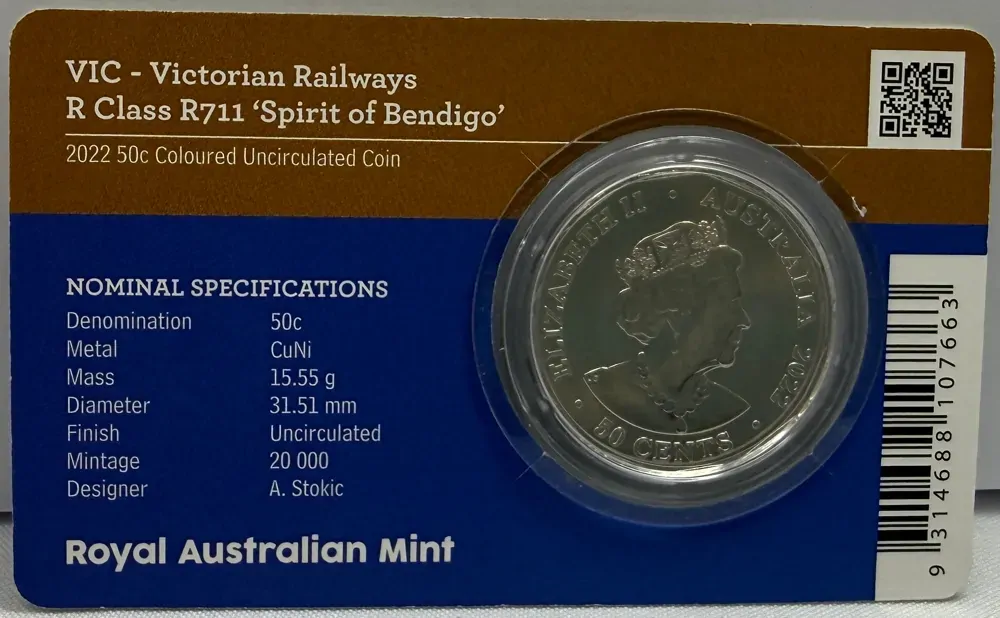 VIC - Victorian Railways
R Class R711 ‘Spirit of Bendigo’
2022 50c Coloured Uncirculated Coin
NOMINAL SPECIFICATIONS
Denomination 50c
Metal CuNi
Mass 15.55 g
Diameter 31.51 mm
Finish Uncirculated
Mintage 20 000
Designer A. Stokic
Royal Australian Mint
ELIZABETH II · AUSTRALIA 2022 ·
50 CENTS ·
9 314688 107663